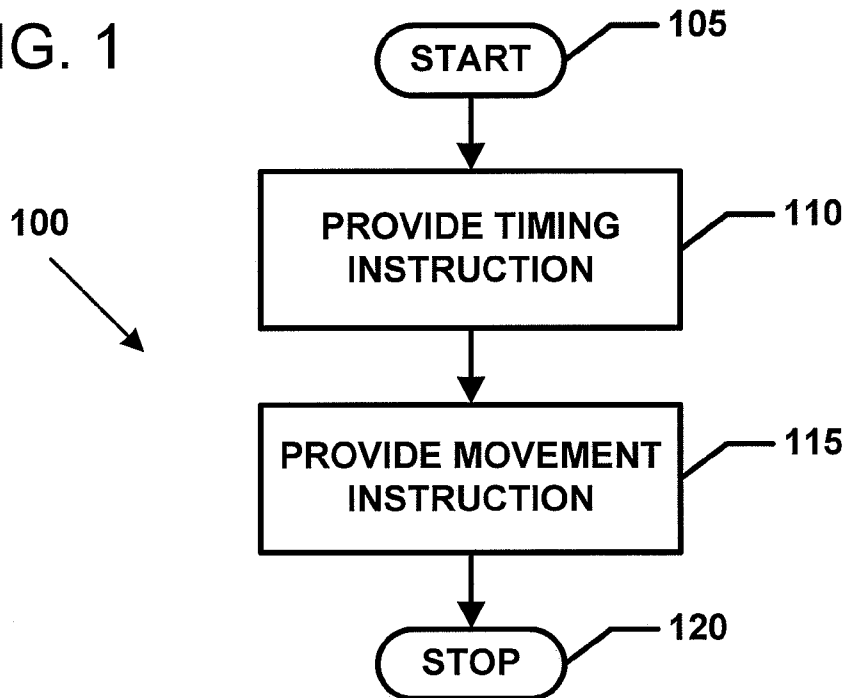 IG. 1
START
105
PROVIDE TIMING
INSTRUCTION
110
100
PROVIDE MOVEMENT
INSTRUCTION
115
STOP
120